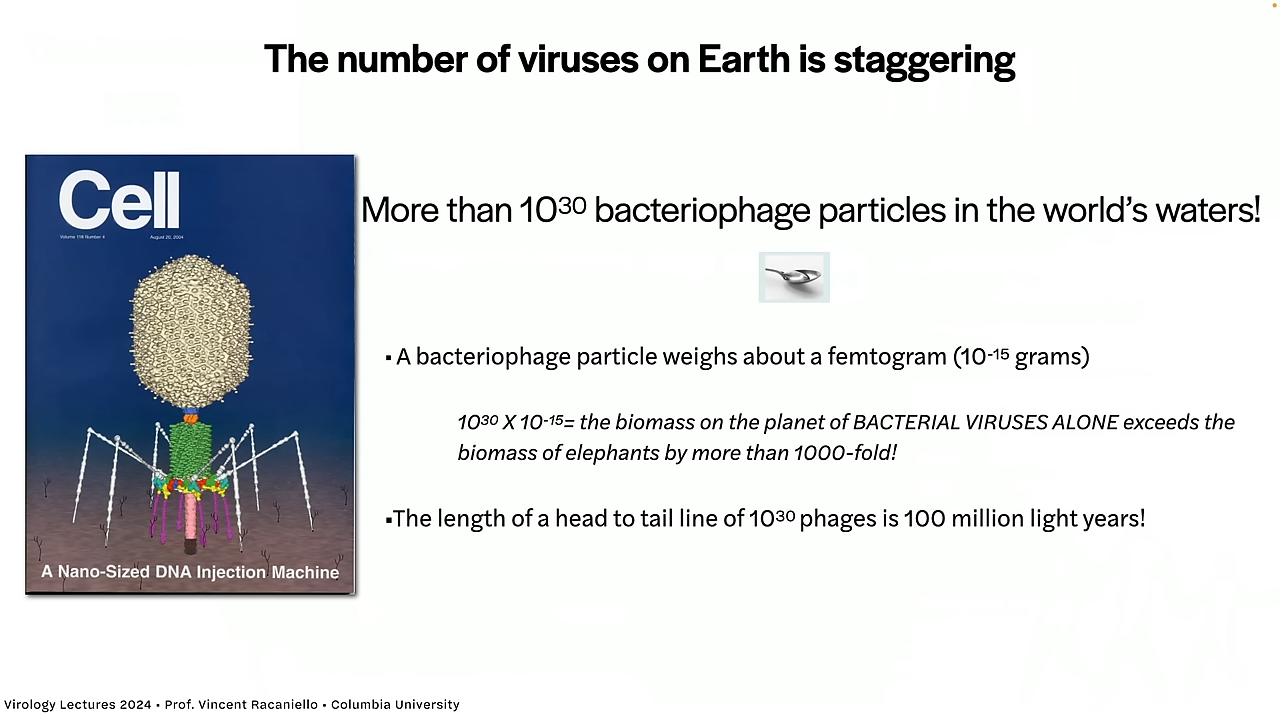 The number of viruses on Earth is staggering
Cell
Volume 118 Number 4 August 20, 2004
More than 10³⁰ bacteriophage particles in the world’s waters!
▪ A bacteriophage particle weighs about a femtogram (10⁻¹⁵ grams)
10³⁰ X 10⁻¹⁵= the biomass on the planet of BACTERIAL VIRUSES ALONE exceeds the
biomass of elephants by more than 1000-fold!
▪The length of a head to tail line of 10³⁰ phages is 100 million light years!
A Nano-Sized DNA Injection Machine
Virology Lectures 2024 • Prof. Vincent Racaniello • Columbia University